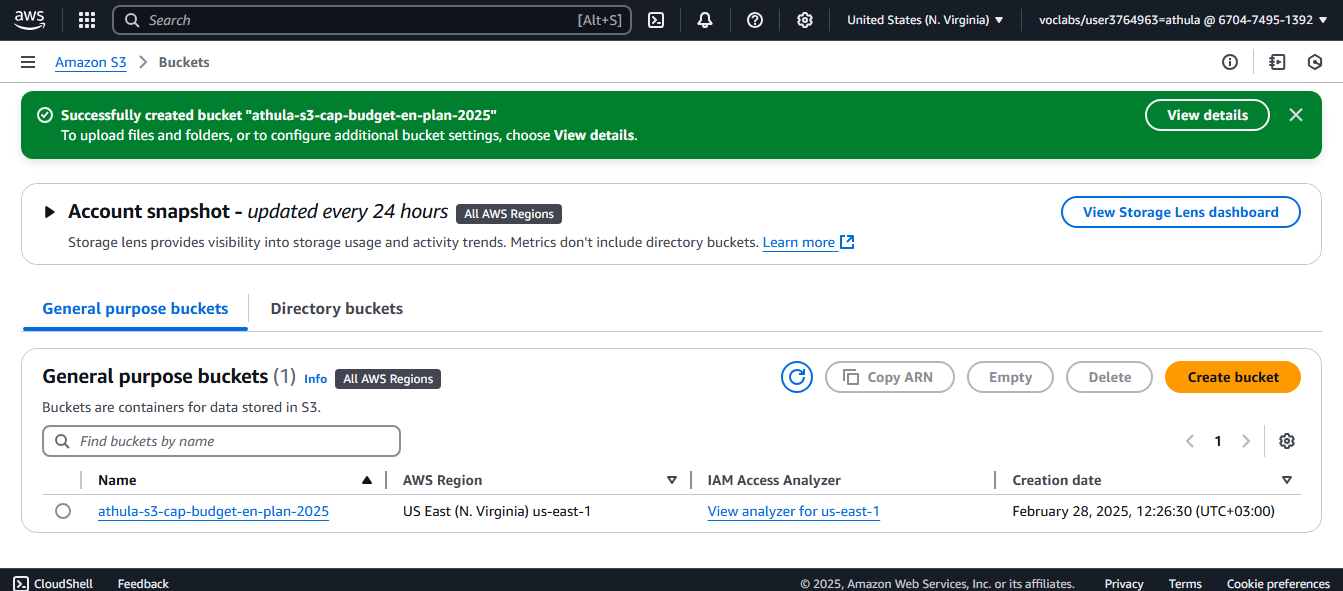 aws
Search [Alt+S]
United States (N. Virginia)
voclabs/user3764963=athula @ 6704-7495-1392
Amazon S3
Buckets
Successfully created bucket "athula-s3-cap-budget-en-plan-2025"
To upload files and folders, or to configure additional bucket settings, choose View details.
View details
Account snapshot - updated every 24 hours All AWS Regions
View Storage Lens dashboard
Storage lens provides visibility into storage usage and activity trends. Metrics don't include directory buckets. Learn more
General purpose buckets
Directory buckets
General purpose buckets (1) Info All AWS Regions
Copy ARN
Empty
Delete
Create bucket
Buckets are containers for data stored in S3.
Find buckets by name
1
Name AWS Region IAM Access Analyzer Creation date
athula-s3-cap-budget-en-plan-2025 US East (N. Virginia) us-east-1 View analyzer for us-east-1 February 28, 2025, 12:26:30 (UTC+03:00)
CloudShell Feedback © 2025, Amazon Web Services, Inc. or its affiliates. Privacy Terms Cookie preferences